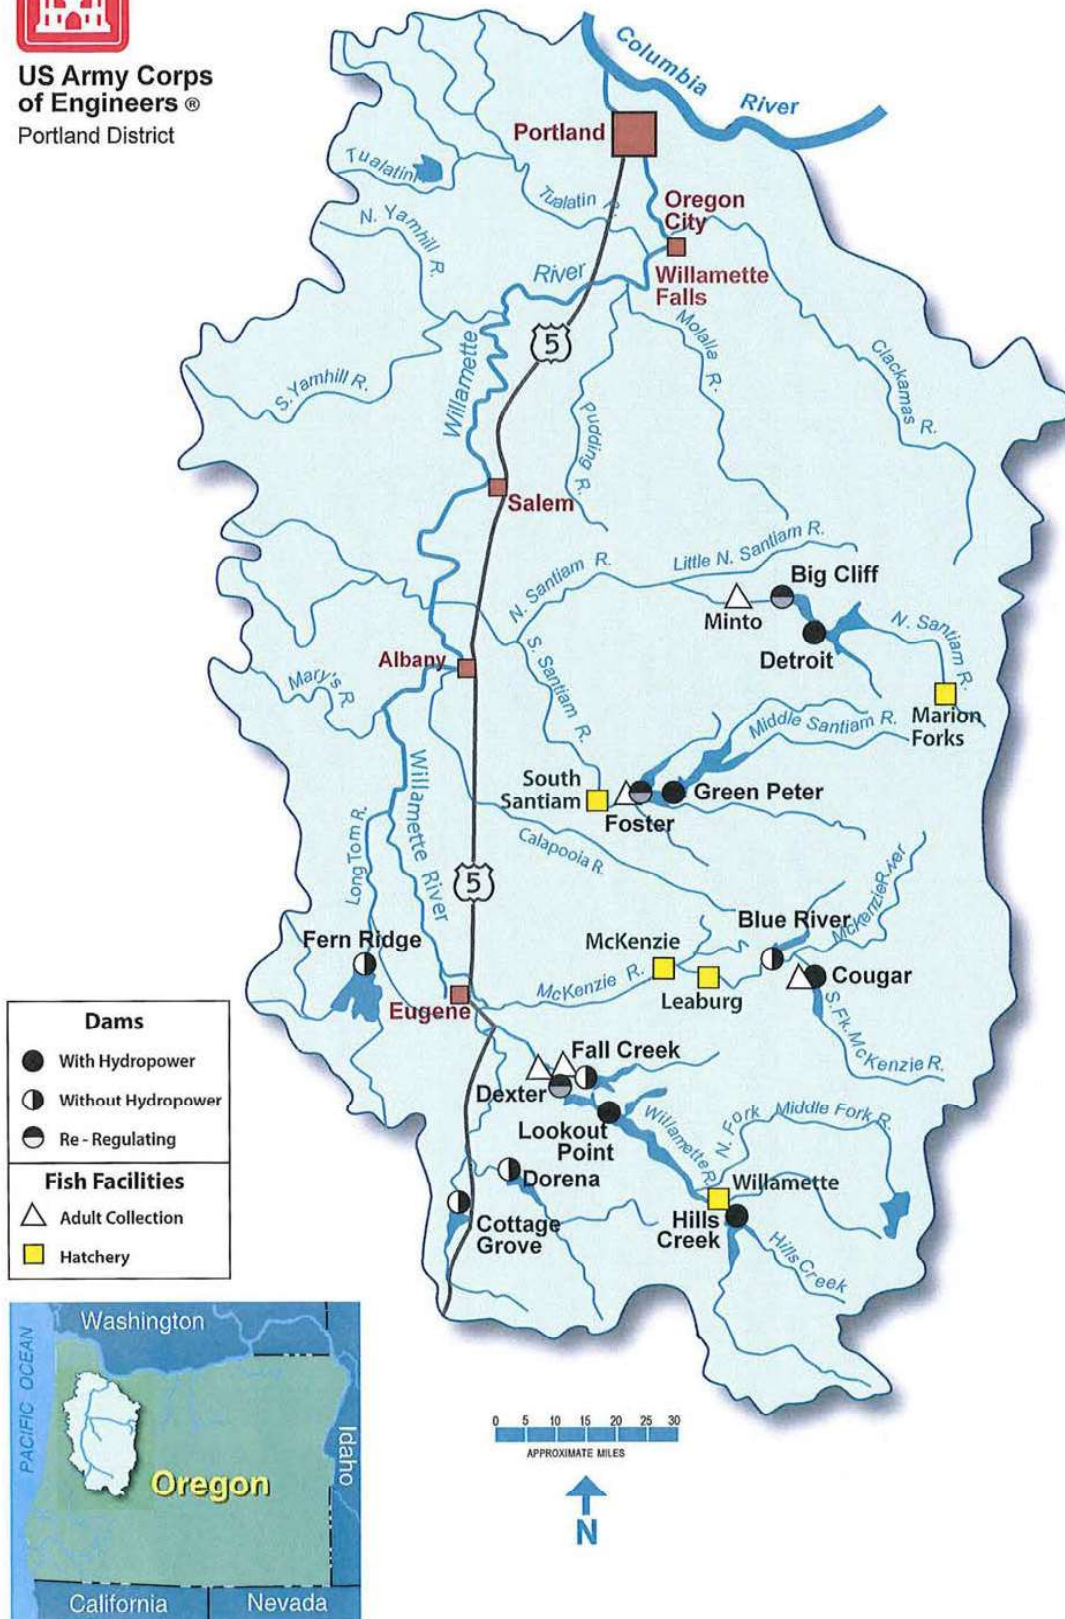 US Army Corps
of Engineers ®
Portland District
Columbia River
Portland
Tualatin
Tualatin R.
Oregon
City
N. Yamhill R.
River
Willamette
Falls
5
Molalla R.
Willamette
S. Yamhill R.
Clackamas R.
Pudding R.
Salem
Little N. Santiam R.
N. Santiam R.
Big Cliff
Minto
N. Santiam R.
Detroit
S. Santiam R.
Albany
Mary's R.
Marion
Forks
Middle Santiam R.
Willamette River
South
Santiam
Green Peter
Foster
Long Tom R.
Calapooia R.
5
McKenzie River
Blue River
Fern Ridge
McKenzie
Cougar
McKenzie R.
Leaburg
Eugene
S. Fk. McKenzie R.
Fall Creek
Dexter
Lookout
Point
Willamette R.
N. Fork Middle Fork R.
Dorena
Willamette
Cottage
Grove
Hills
Creek
Hills Creek
Dams
With Hydropower
Without Hydropower
Re - Regulating
Fish Facilities
Adult Collection
Hatchery
Washington
PACIFIC OCEAN
Idaho
Oregon
California
Nevada
0 5 10 15 20 25 30
APPROXIMATE MILES
N